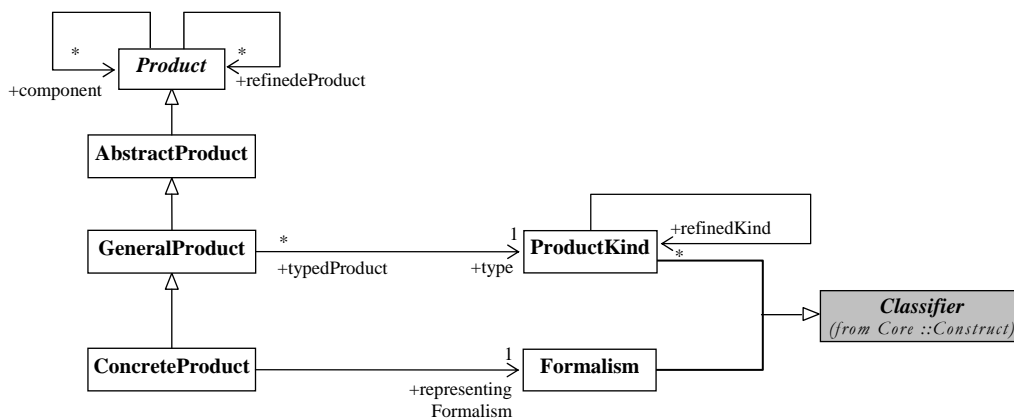 * *
Product
+component +refinedeProduct
AbstractProduct
+refinedKind
GeneralProduct * 1 ProductKind *
+typedProduct +type
Classifier
(from Core ::Construct)
ConcreteProduct 1 Formalism
+representing
Formalism